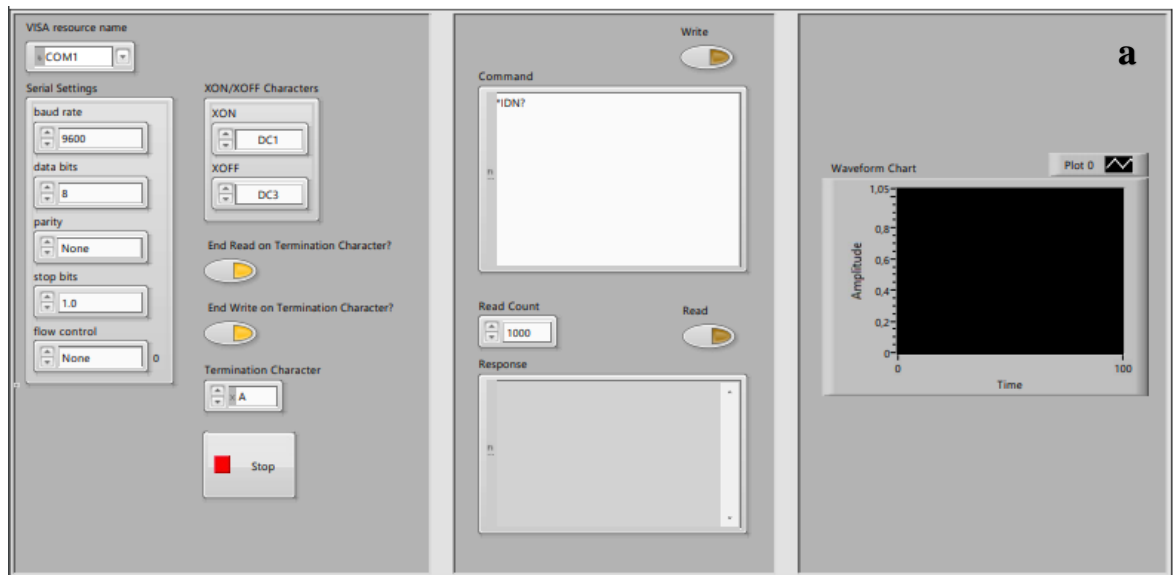 VISA resource name
COM1
Serial Settings
baud rate
9600
data bits
8
parity
None
stop bits
1.0
flow control
None
0
XON/XOFF Characters
XON
DC1
XOFF
DC3
End Read on Termination Character?
End Write on Termination Character?
Termination Character
x A
Stop
Write
Command
*IDN?
n
Read Count
1000
Read
Response
n
a
Waveform Chart
Plot 0
Amplitude
1,05
0,8
0,6
0,4
0,2
0
0
100
Time